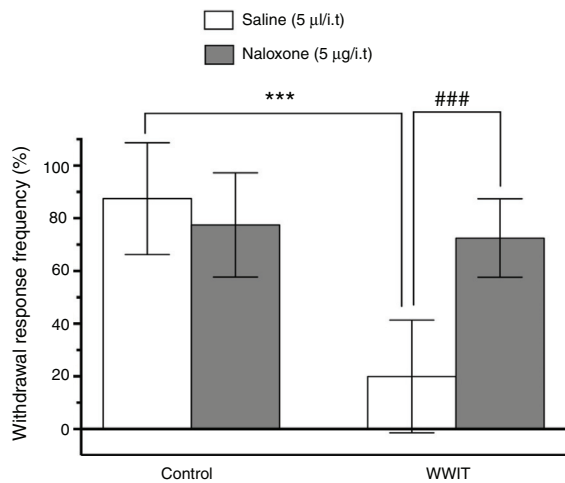 Saline (5 μl/i.t)
Naloxone (5 μg/i.t)
***
###
Withdrawal response frequency (%)
100
80
60
40
20
0
Control
WWIT